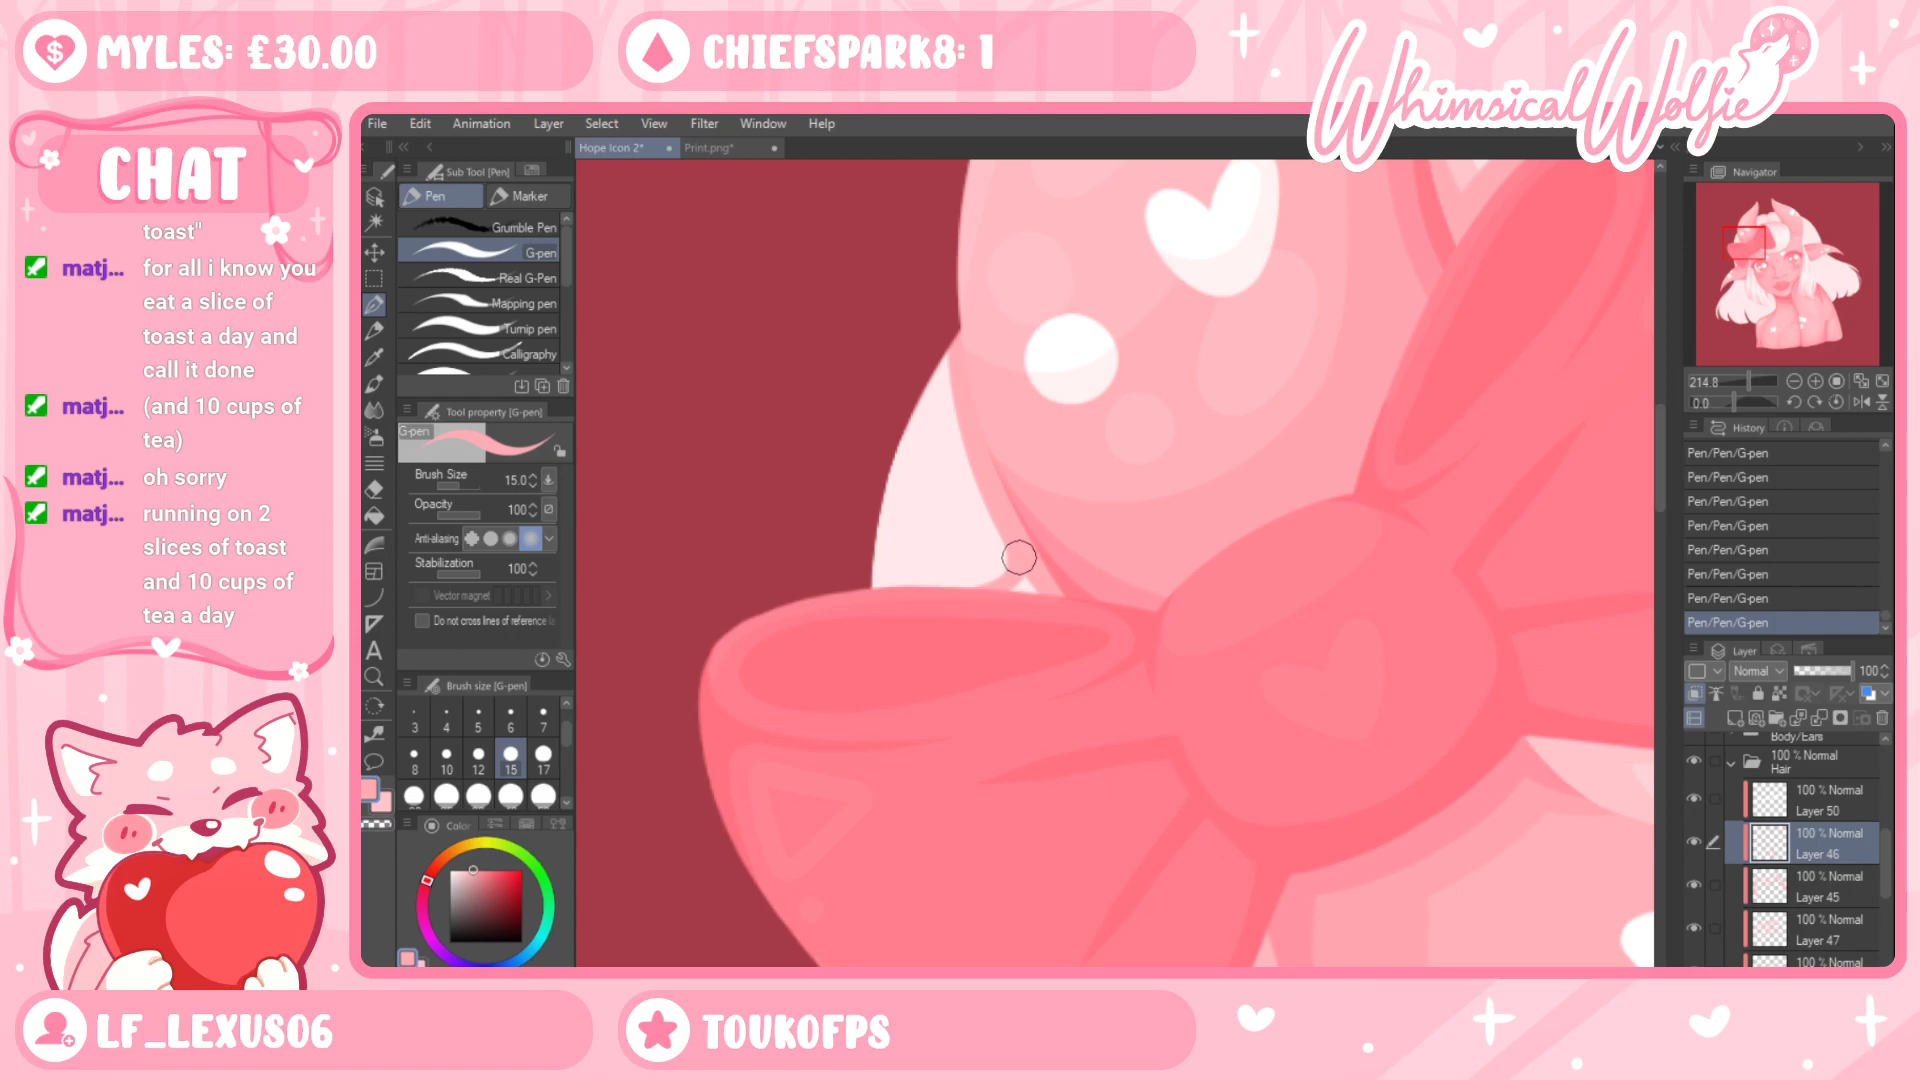 MYLES: £30.00
CHIEFSPARK8: 1
Whimsical Wolfie
CHAT
toast"
matj... for all i know you
eat a slice of
toast a day and
call it done
matj... (and 10 cups of
tea)
matj... oh sorry
matj... running on 2
slices of toast
and 10 cups of
tea a day
File Edit Animation Layer Select View Filter Window Help
Hope Icon 2* Print.png*
Sub Tool [Pen]
Pen Marker
Grumble Pen
G-pen
Real G-Pen
Mapping pen
Turnip pen
Calligraphy
Tool property [G-pen]
G-pen
Brush Size 15.0
Opacity 100
Anti-aliasing
Stabilization 100
Vector magnet
Do not cross lines of reference la
Brush size [G-pen]
3 4 5 6 7
8 10 12 15 17
Color
Navigator
214.8
0.0
History
Pen/Pen/G-pen
Pen/Pen/G-pen
Pen/Pen/G-pen
Pen/Pen/G-pen
Pen/Pen/G-pen
Pen/Pen/G-pen
Pen/Pen/G-pen
Pen/Pen/G-pen
Layer
Normal 100
Body/Ears
100 % Normal
Hair
100 % Normal
Layer 50
100 % Normal
Layer 46
100 % Normal
Layer 45
100 % Normal
Layer 47
100 % Normal
LF_LEXUS06
TOUKOFPS